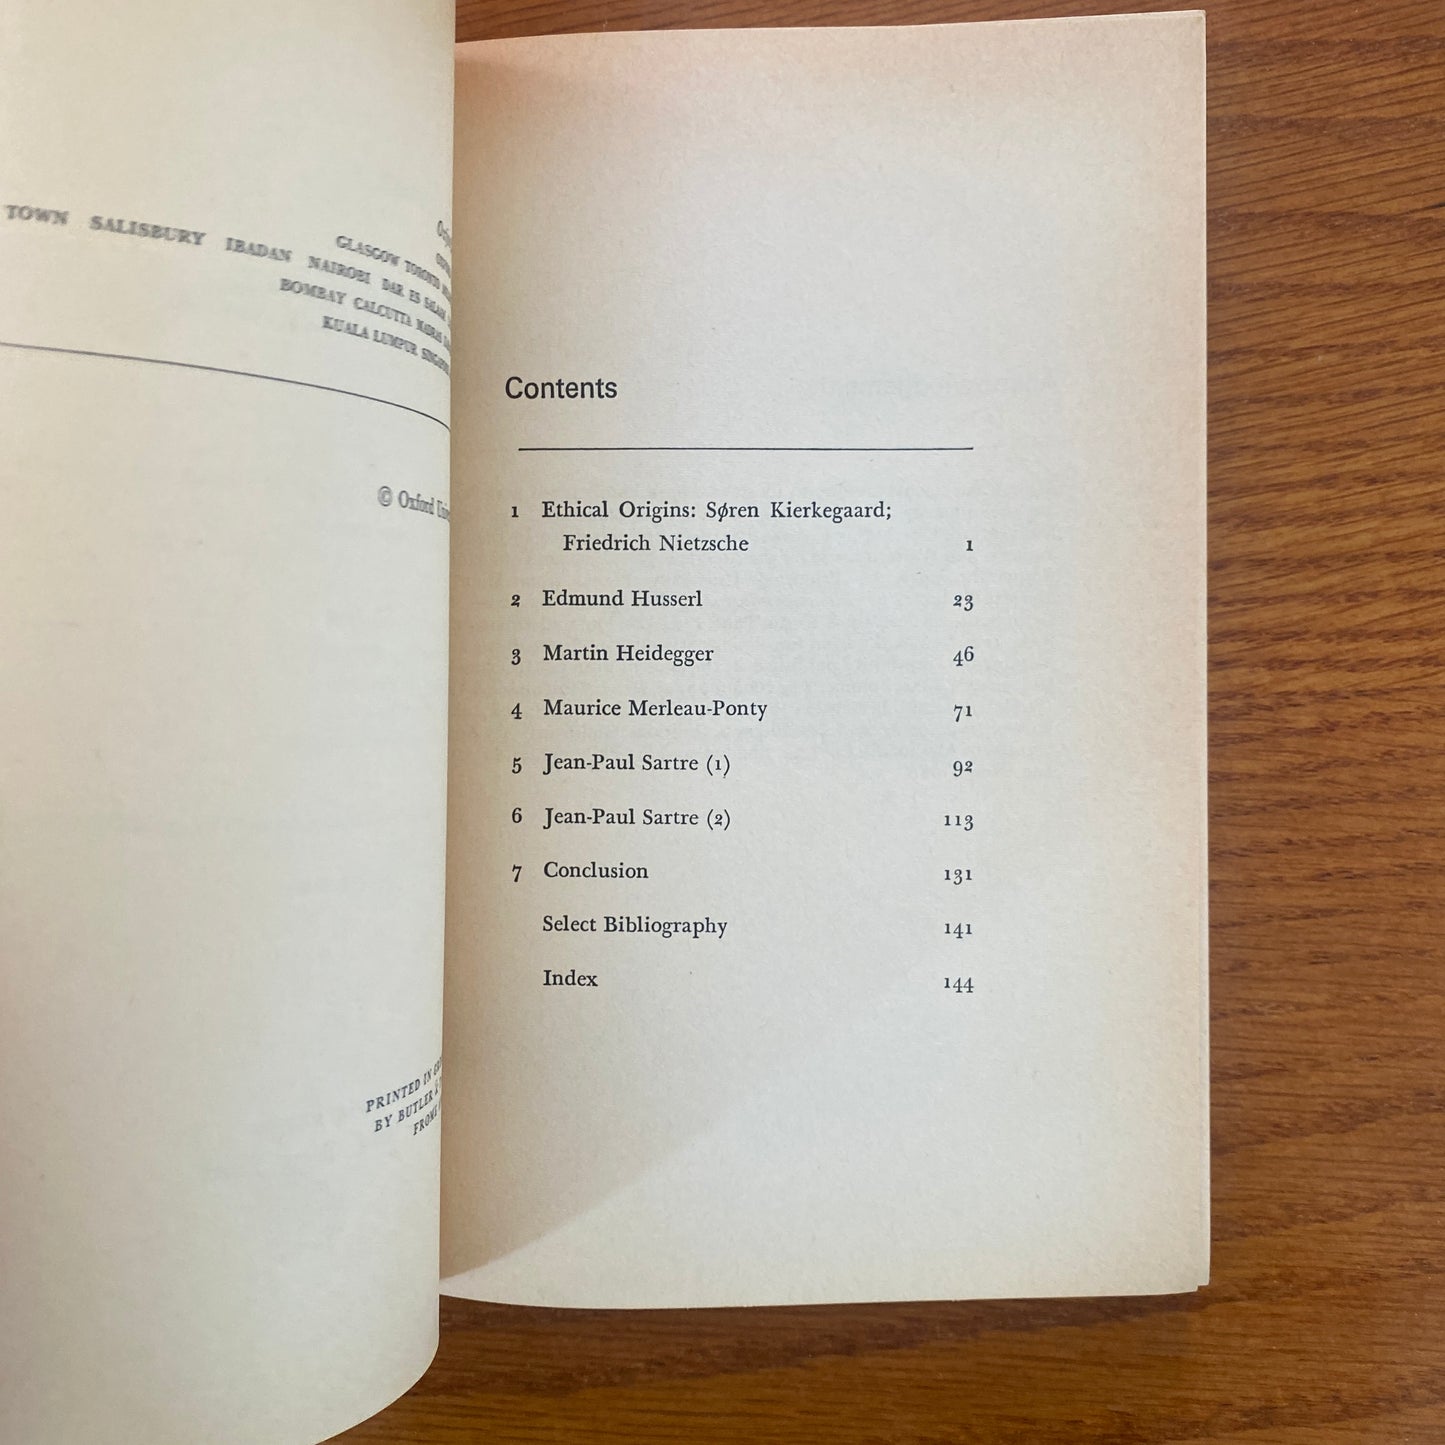 GLASGOW TORONTO
TOWN SALISBURY IBADAN NAIROBI DAR ES SALAAM
BOMBAY CALCUTTA MADRAS
KUALA LUMPUR
© Oxford
PRINTED IN
BY BUTLER &
Contents
1 Ethical Origins: Søren Kierkegaard;
Friedrich Nietzsche 1
2 Edmund Husserl 23
3 Martin Heidegger 46
4 Maurice Merleau-Ponty 71
5 Jean-Paul Sartre (1) 92
6 Jean-Paul Sartre (2) 113
7 Conclusion 131
Select Bibliography 141
Index 144